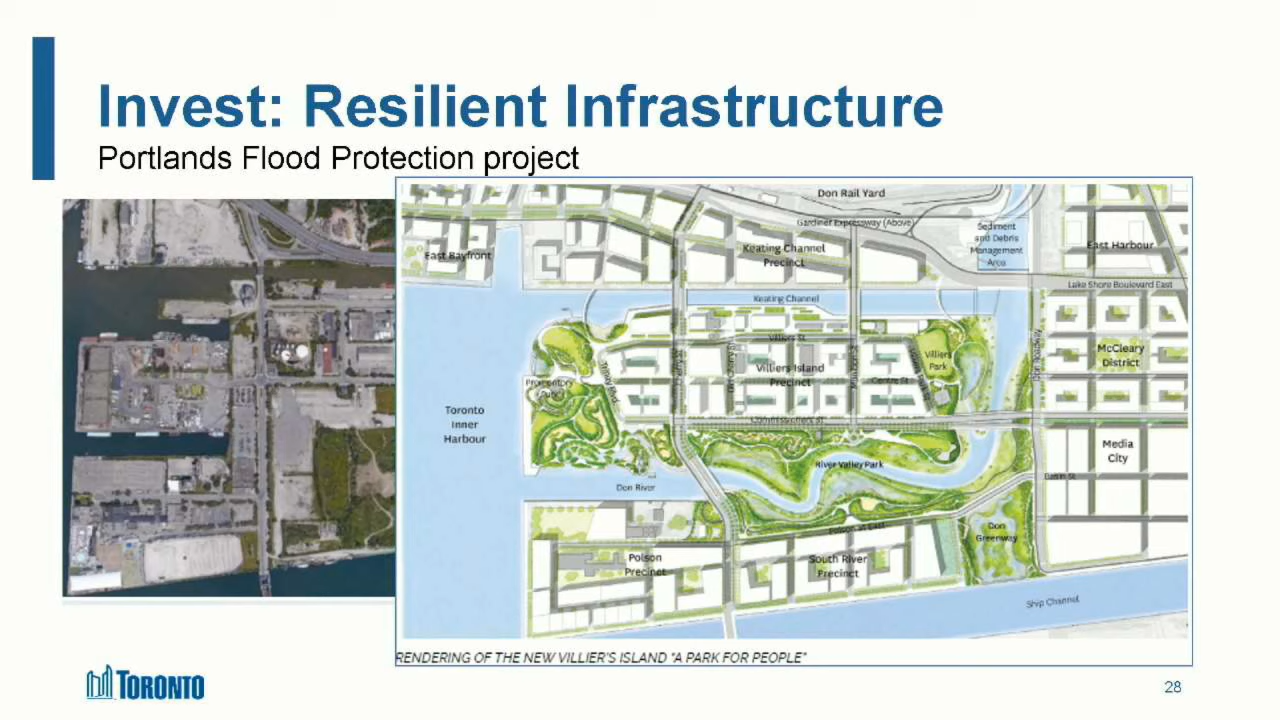 Invest: Resilient Infrastructure
Portlands Flood Protection project
Don Rail Yard
Gardiner Expressway (Above)
Sediment
and Debris
Management
Area
East Bayfront
Keating Channel
Precinct
East Harbour
Lake Shore Boulevard East
Keating Channel
Villiers St
Villiers
Park
McCleary
District
Villiers Island
Precinct
Centre St
Promontory
Toronto
Inner
Harbour
Commissioners St
Media
City
River Valley Park
Basin St
Don River
Don
Greenway
Polson
Precinct
South River
Precinct
Ship Channel
RENDERING OF THE NEW VILLIER'S ISLAND "A PARK FOR PEOPLE"
TORONTO
28